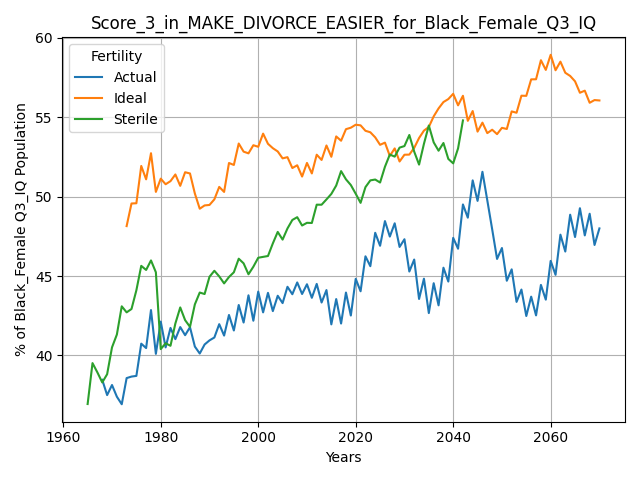 Score_3_in_MAKE_DIVORCE_EASIER_for_Black_Female_Q3_IQ
60
55
50
45
40
% of Black_Female Q3_IQ Population
Fertility
Actual
Ideal
Sterile
1960
1980
2000
2020
2040
2060
Years